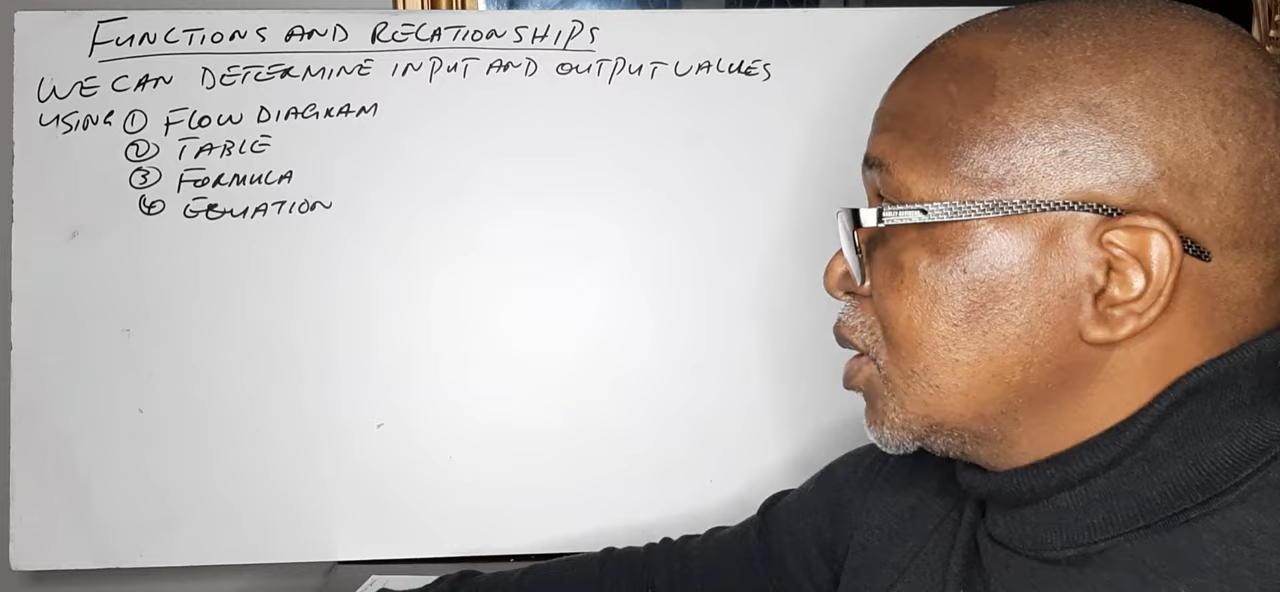 FUNCTIONS AND RELATIONSHIPS
WE CAN DETERMINE INPUT AND OUTPUT VALUES
USING ① FLOW DIAGRAM
② TABLE
③ FORMULA
④ EQUATION